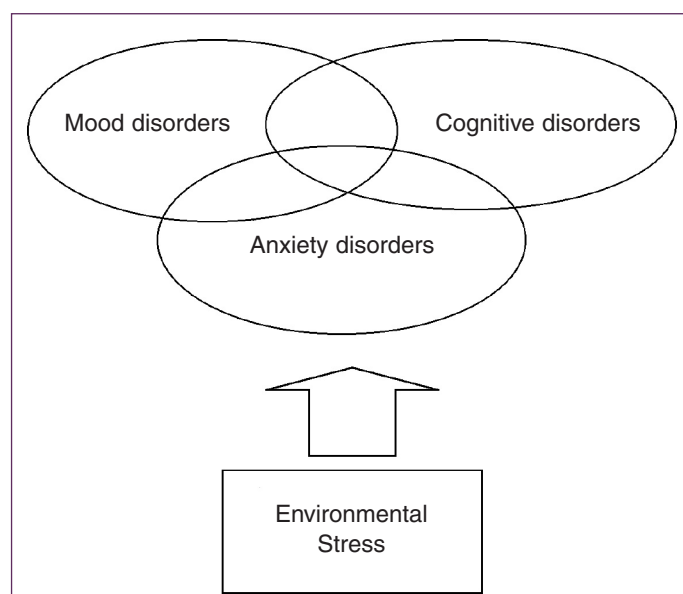 Mood disorders
Cognitive disorders
Anxiety disorders
Environmental
Stress